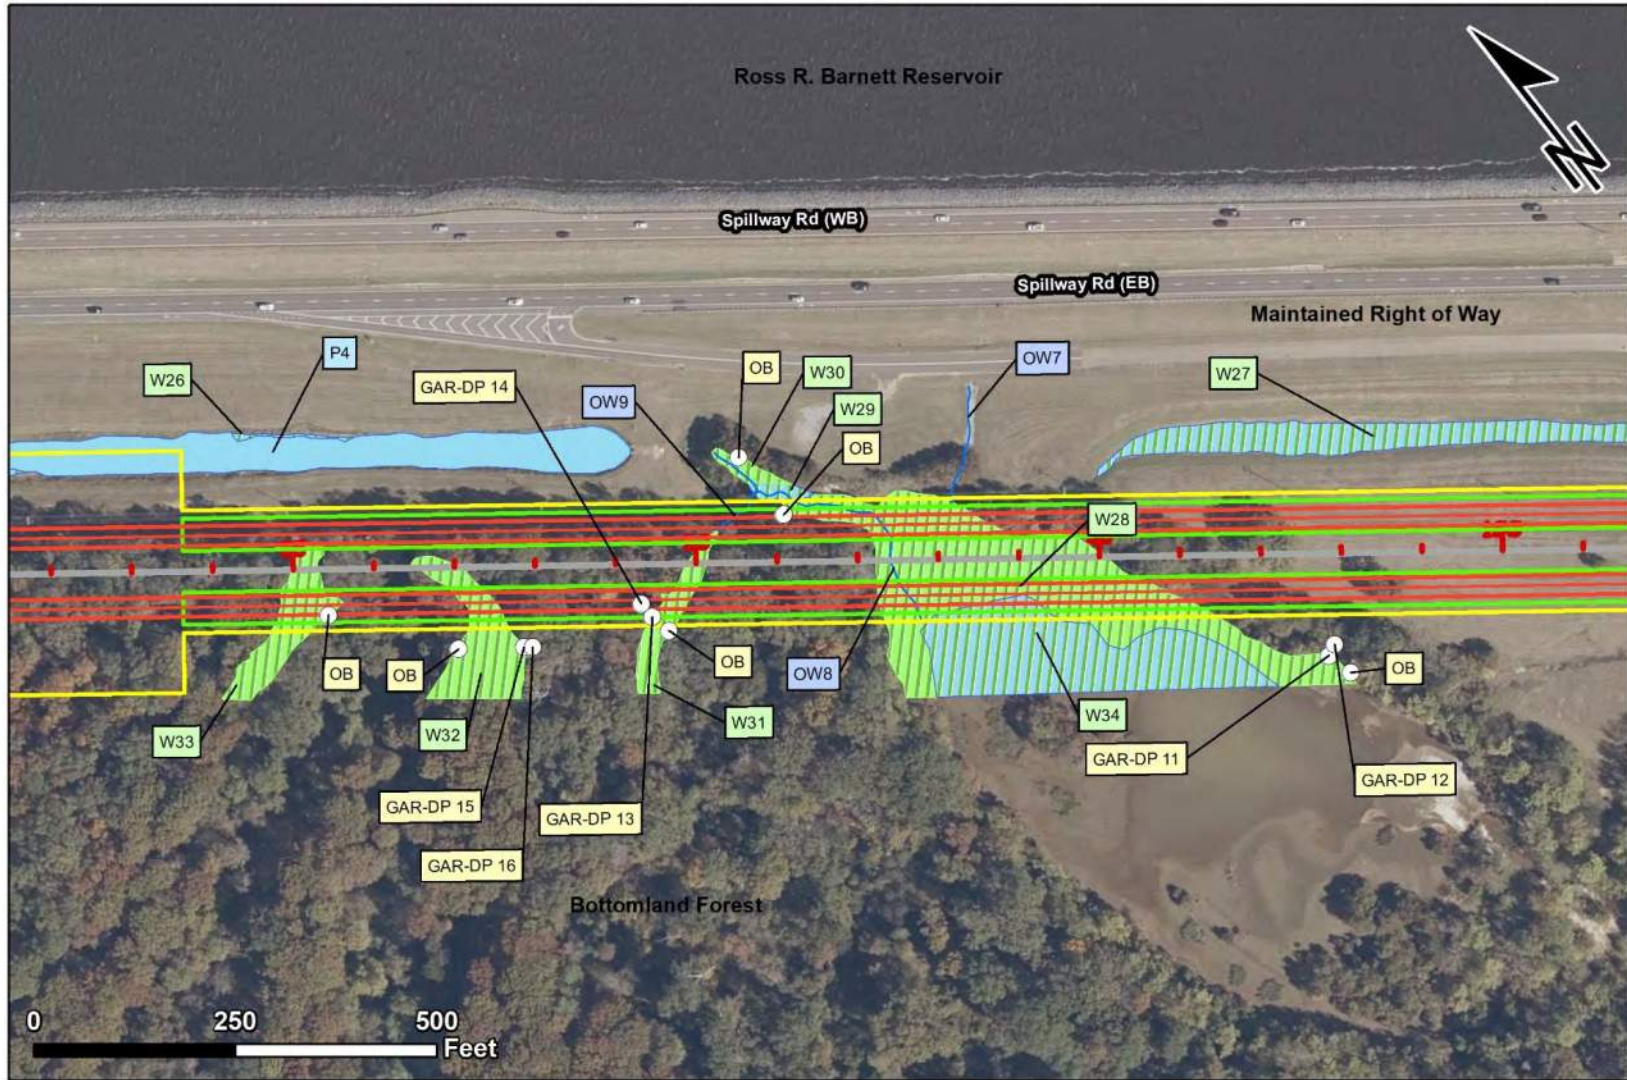 Ross R. Barnett Reservoir
N
Spillway Rd (WB)
Spillway Rd (EB)
Maintained Right of Way
W26
P4
GAR-DP 14
OW9
OB
W30
W29
OB
OW7
W27
W28
OB
OB
OB
OW8
OB
W33
W32
W31
W34
GAR-DP 11
GAR-DP 12
GAR-DP 15
GAR-DP 13
GAR-DP 16
Bottomland Forest
0 250 500
Feet